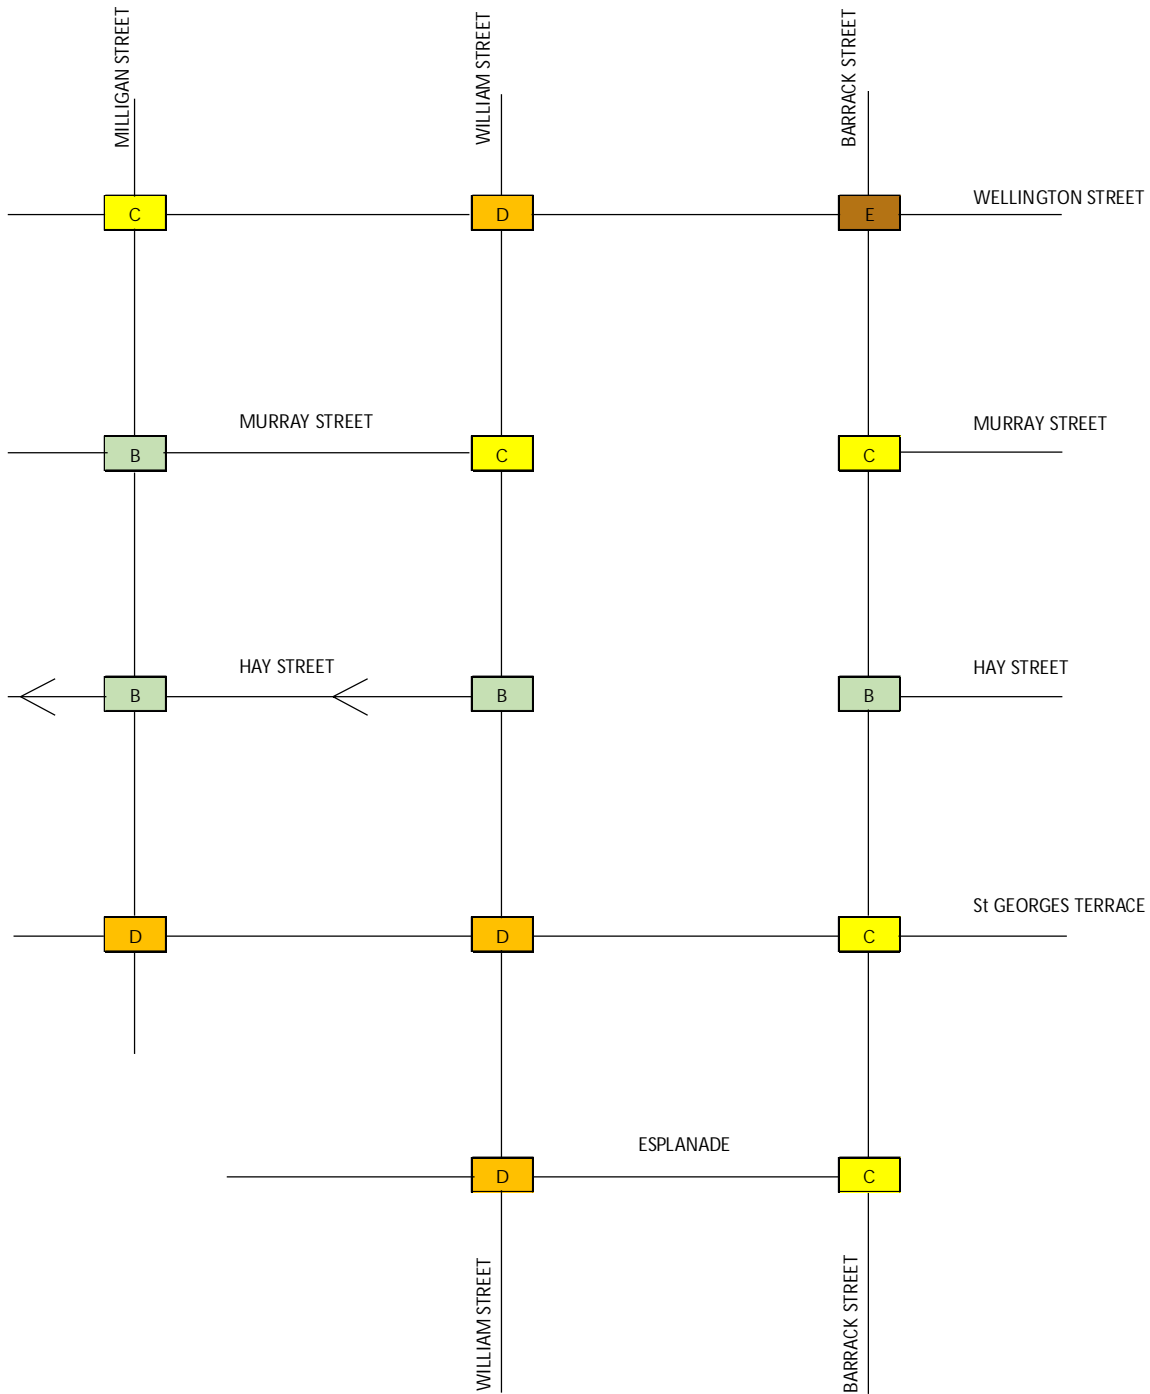 MILLIGAN STREET
WILLIAM STREET
BARRACK STREET
WELLINGTON STREET
C
D
E
MURRAY STREET
MURRAY STREET
B
C
C
HAY STREET
HAY STREET
B
B
B
St GEORGES TERRACE
D
D
C
ESPLANADE
D
C
WILLIAM STREET
BARRACK STREET